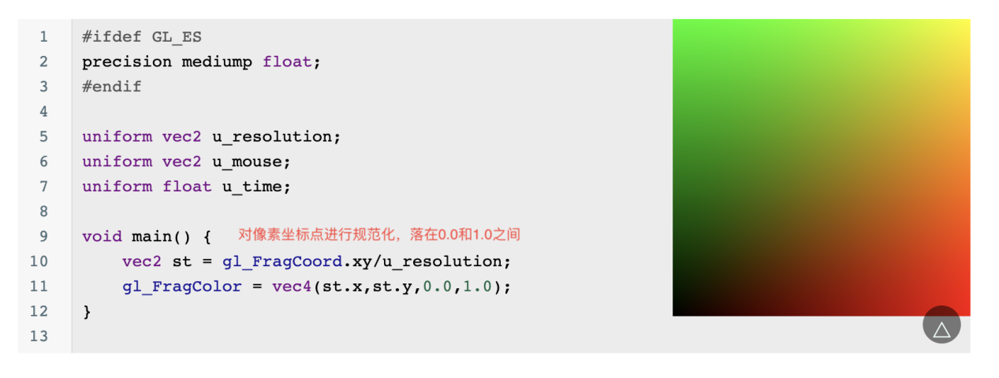 1 #ifdef GL_ES
2 precision mediump float;
3 #endif
4
5 uniform vec2 u_resolution;
6 uniform vec2 u_mouse;
7 uniform float u_time;
8
9 void main() { 对像素坐标点进行规范化，落在0.0和1.0之间
10 vec2 st = gl_FragCoord.xy/u_resolution;
11 gl_FragColor = vec4(st.x,st.y,0.0,1.0);
12 }
13